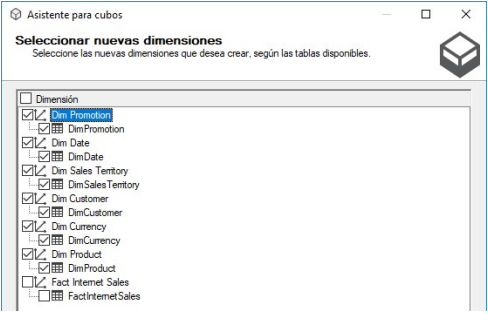 Asistente para cubos
Seleccionar nuevas dimensiones
Seleccione las nuevas dimensiones que desea crear, según las tablas disponibles.
Dimensión
Dim Promotion
DimPromotion
Dim Date
DimDate
Dim Sales Territory
DimSalesTerritory
Dim Customer
DimCustomer
Dim Currency
DimCurrency
Dim Product
DimProduct
Fact Internet Sales
FactInternetSales